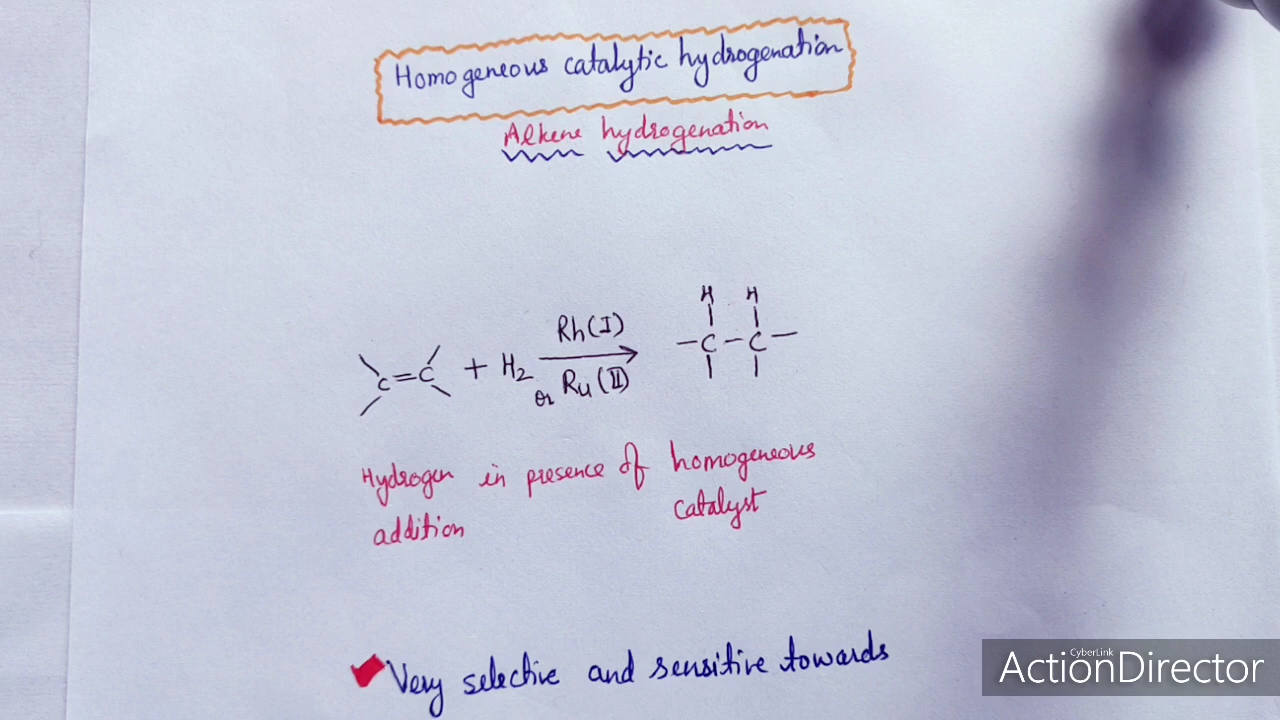 Homogeneous catalytic hydrogenation
Alkene hydrogenation
H H
C=C + H2 Rh(I) -C-C-
or Ru(II)
Hydrogen in presence of homogeneous
addition catalyst
Very selective and sensitive towards
CyberLink
ActionDirector